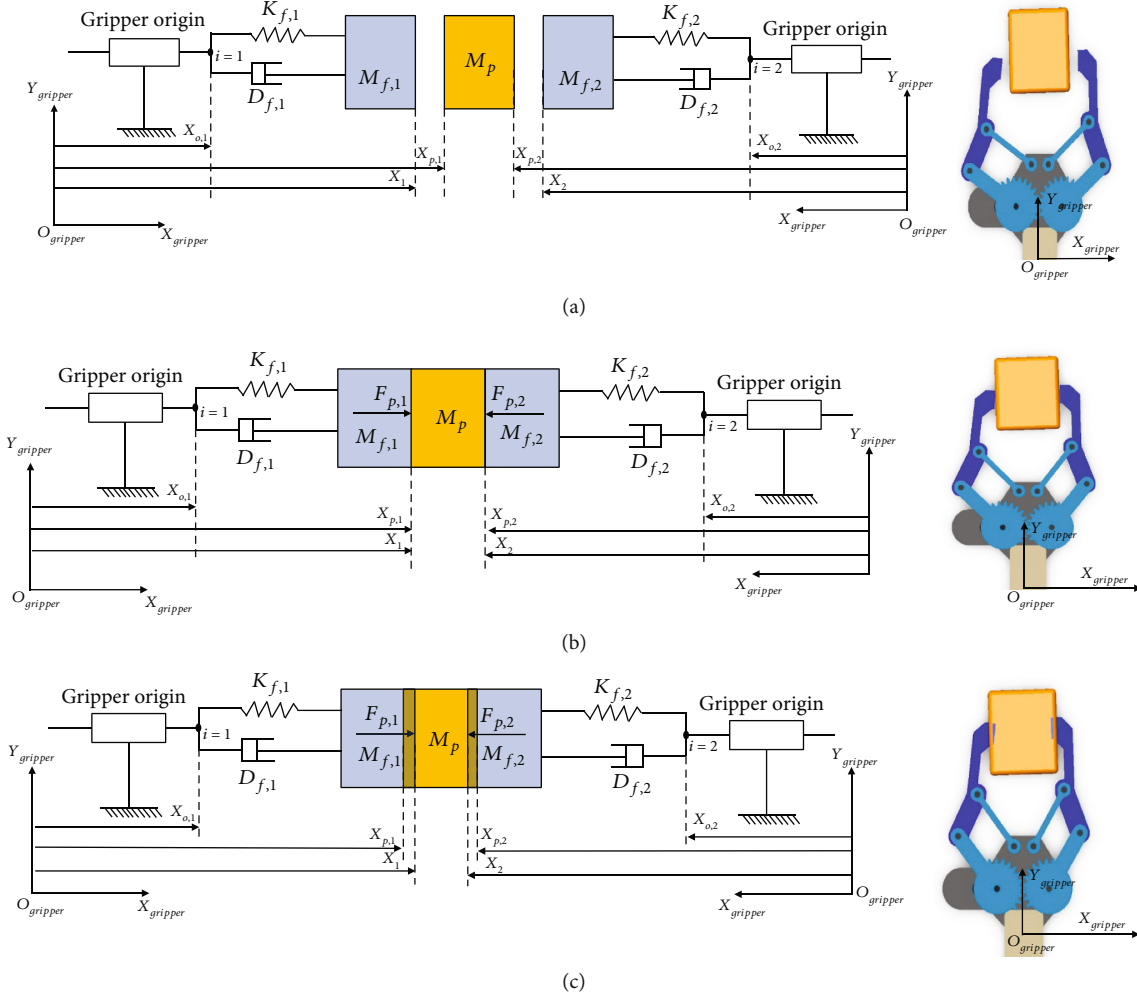 Gripper origin
K_{f,1}
i = 1
D_{f,1}
M_{f,1}
M_p
M_{f,2}
K_{f,2}
i = 2
D_{f,2}
Gripper origin
Y_{gripper}
X_{o,1}
X_{p,1}
X_1
O_{gripper}
X_{gripper}
Y_{gripper}
X_{o,2}
X_{p,2}
X_2
X_{gripper}
O_{gripper}
Y_{gripper}
X_{gripper}
O_{gripper}
(a)
Gripper origin
K_{f,1}
i = 1
D_{f,1}
F_{p,1}
M_{f,1}
M_p
F_{p,2}
M_{f,2}
K_{f,2}
i = 2
D_{f,2}
Gripper origin
Y_{gripper}
X_{o,1}
X_{p,1}
X_1
O_{gripper}
X_{gripper}
Y_{gripper}
X_{o,2}
X_{p,2}
X_2
X_{gripper}
O_{gripper}
Y_{gripper}
X_{gripper}
O_{gripper}
(b)
Gripper origin
K_{f,1}
i = 1
D_{f,1}
F_{p,1}
M_{f,1}
M_p
F_{p,2}
M_{f,2}
K_{f,2}
i = 2
D_{f,2}
Gripper origin
Y_{gripper}
X_{o,1}
X_{p,1}
X_1
O_{gripper}
X_{gripper}
Y_{gripper}
X_{o,2}
X_{p,2}
X_2
X_{gripper}
O_{gripper}
Y_{gripper}
X_{gripper}
O_{gripper}
(c)